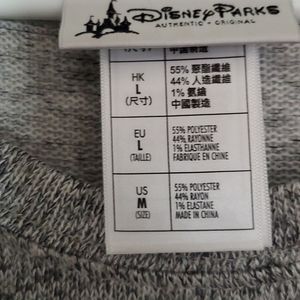 Disney Parks
AUTHENTIC • ORIGINAL
(尺寸) 中國製造
HK 55% 聚酯纖維
L 44% 人造纖維
(尺寸) 1% 氨綸
中國製造
EU 55% POLYESTER
L 44% RAYONNE
(TAILLE) 1% ELASTHANNE
FABRIQUE EN CHINE
US 55% POLYESTER
M 44% RAYON
(SIZE) 1% ELASTANE
MADE IN CHINA